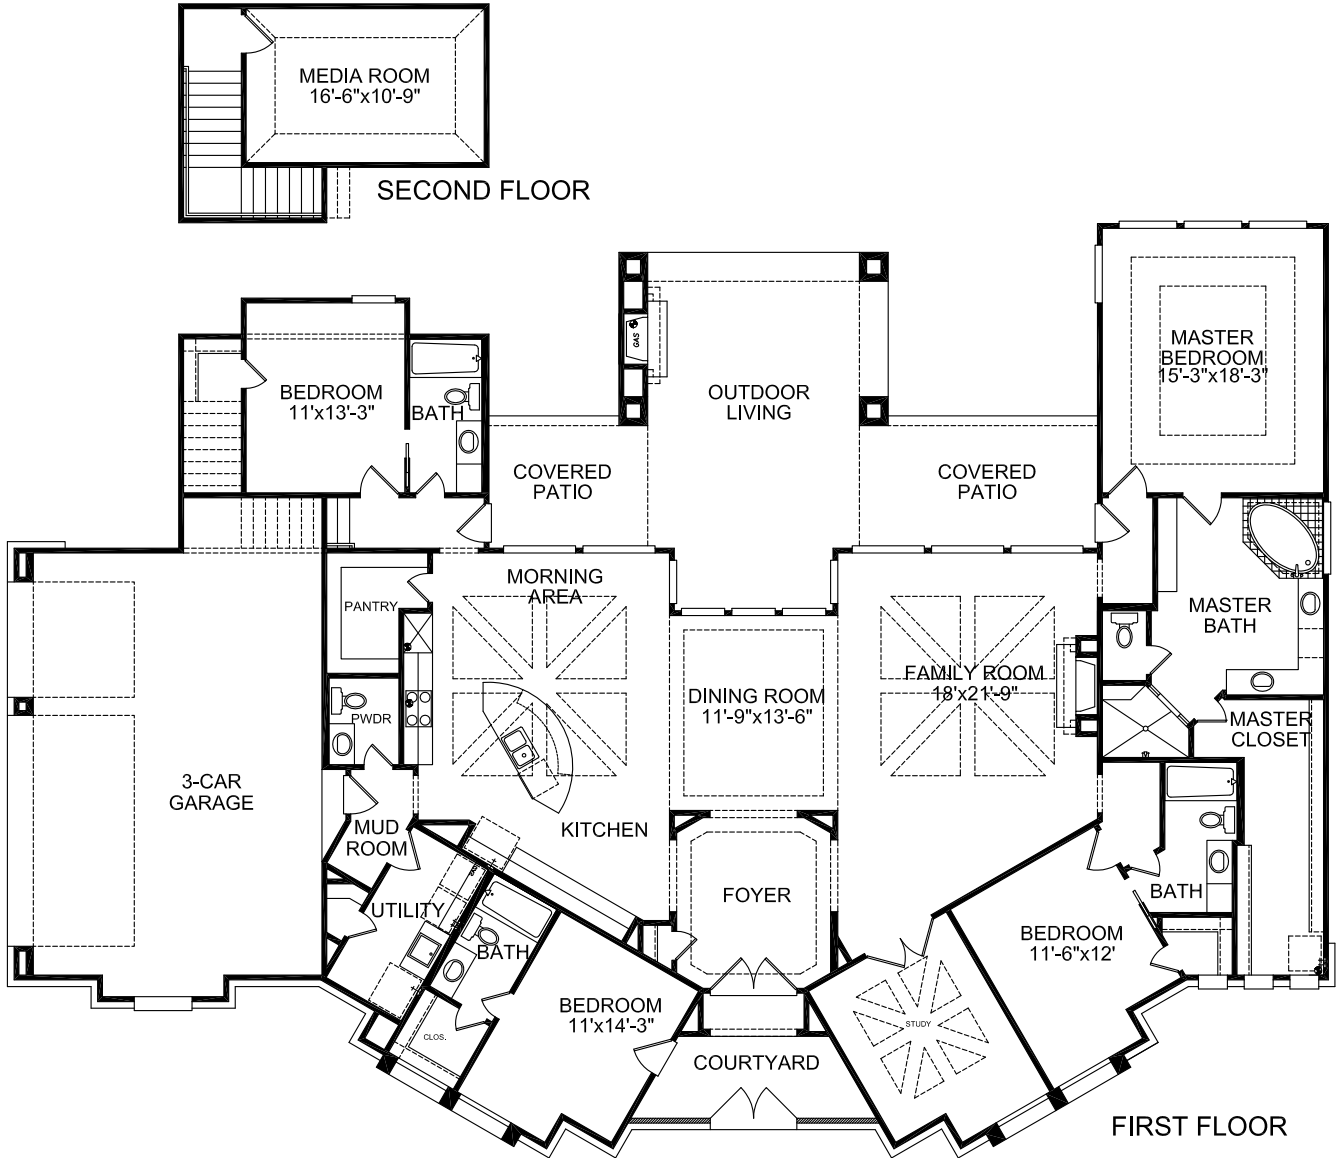 MEDIA ROOM
16'-6"x10'-9"
SECOND FLOOR
MASTER
BEDROOM
15'-3"x18'-3"
BEDROOM
11'x13'-3"
BATH
GAS
OUTDOOR
LIVING
COVERED
PATIO
COVERED
PATIO
MORNING
AREA
PANTRY
MASTER
BATH
FAMILY ROOM
18'x21'-9"
DINING ROOM
11'-9"x13'-6"
PWDR
MASTER
CLOSET
3-CAR
GARAGE
MUD
ROOM
KITCHEN
FOYER
BATH
UTILITY
BATH
BEDROOM
11'-6"x12'
BEDROOM
11'x14'-3"
STUDY
CLOS.
COURTYARD
FIRST FLOOR